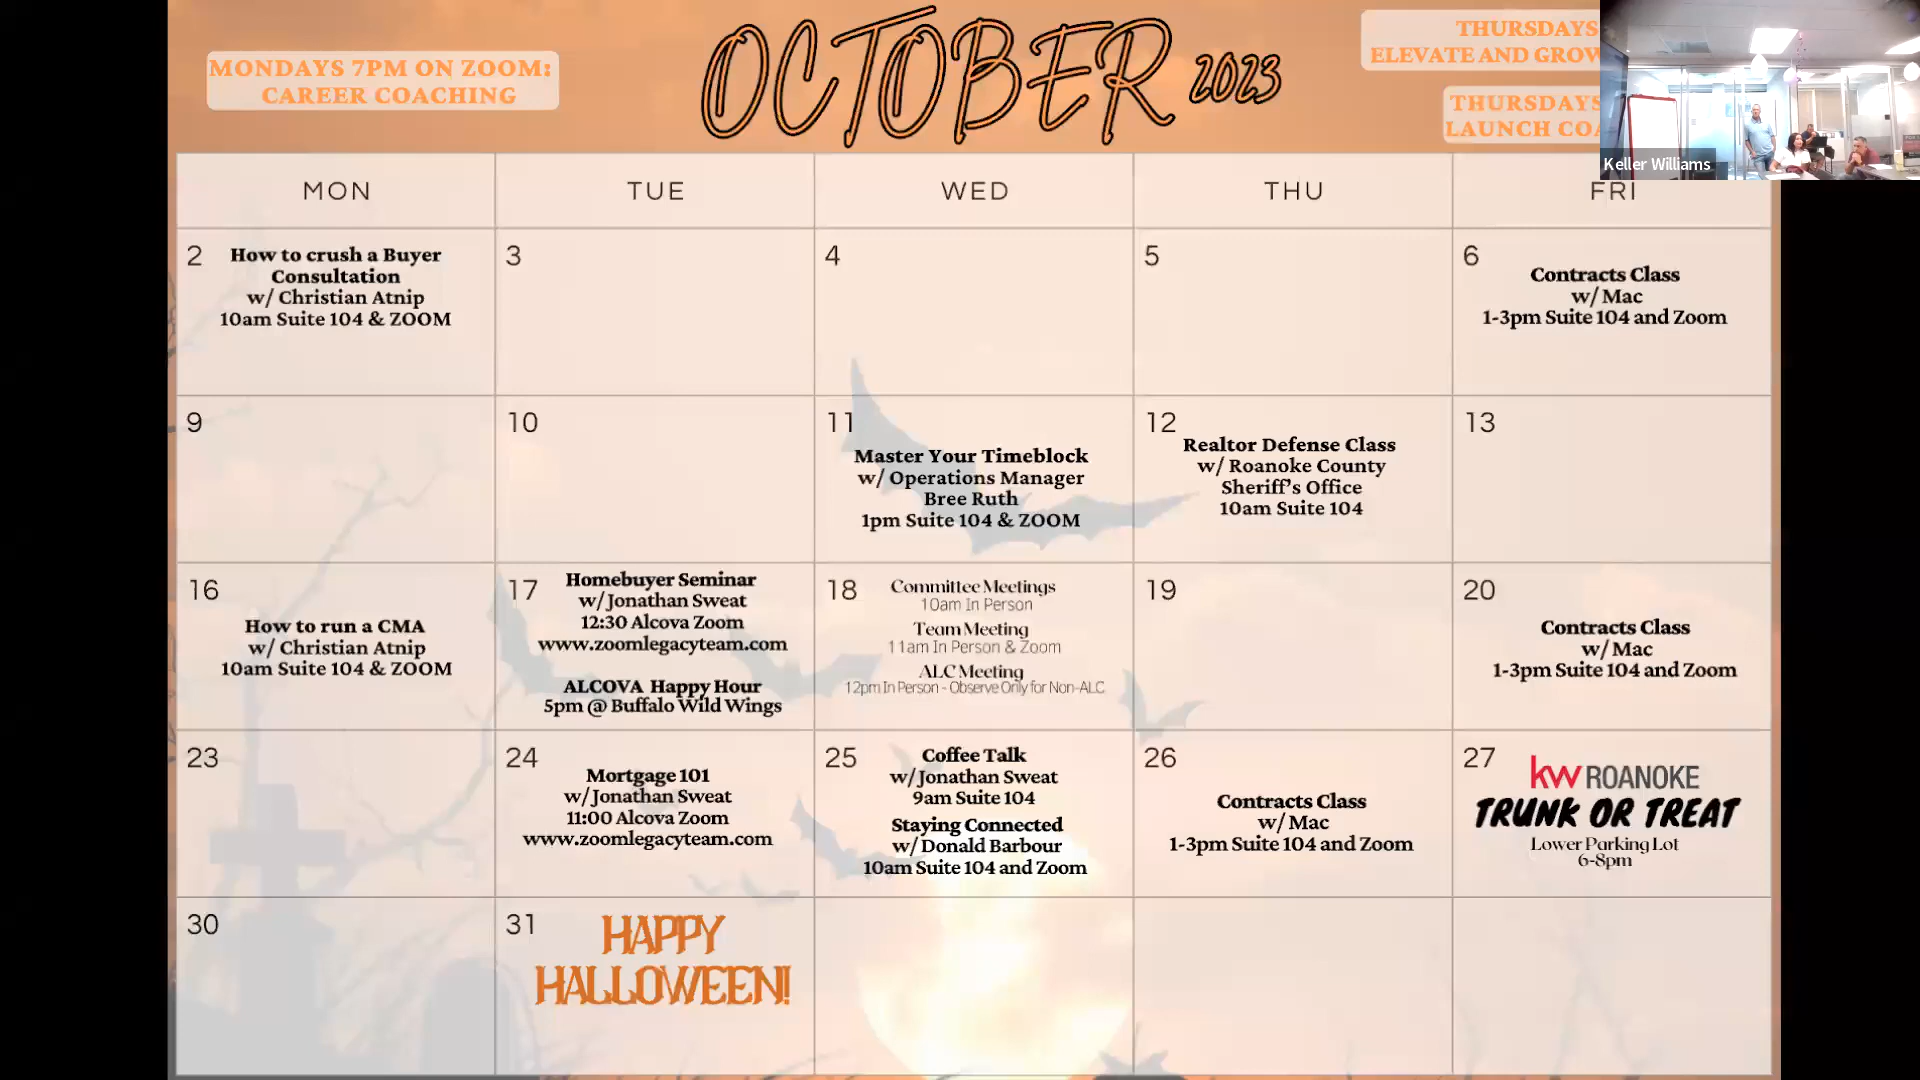 MONDAYS 7PM ON ZOOM:
CAREER COACHING
OCTOBER 2023
THURSDAYS
ELEVATE AND GROW
THURSDAYS
LAUNCH
Keller Williams
MON TUE WED THU FRI
2
How to crush a Buyer
Consultation
w/ Christian Atnip
10am Suite 104 & ZOOM
3
4
5
6
Contracts Class
w/ Mac
1-3pm Suite 104 and Zoom
9
10
11
Master Your Timeblock
w/ Operations Manager
Bree Ruth
1pm Suite 104 & ZOOM
12
Realtor Defense Class
w/ Roanoke County
Sheriff's Office
10am Suite 104
13
16
How to run a CMA
w/ Christian Atnip
10am Suite 104 & ZOOM
17
Homebuyer Seminar
w/ Jonathan Sweat
12:30 Alcova Zoom
www.zoomlegacyteam.com
ALCOVA Happy Hour
5pm @ Buffalo Wild Wings
18
Committee Meetings
10am In Person
Team Meeting
11am In Person & Zoom
ALC Meeting
12pm In Person - Observe Only for Non-ALC
19
20
Contracts Class
w/ Mac
1-3pm Suite 104 and Zoom
23
24
Mortgage 101
w/ Jonathan Sweat
11:00 Alcova Zoom
www.zoomlegacyteam.com
25
Coffee Talk
w/ Jonathan Sweat
9am Suite 104
Staying Connected
w/ Donald Barbour
10am Suite 104 and Zoom
26
Contracts Class
w/ Mac
1-3pm Suite 104 and Zoom
27
kw ROANOKE
TRUNK OR TREAT
Lower Parking Lot
6-8pm
30
31
HAPPY
HALLOWEEN!